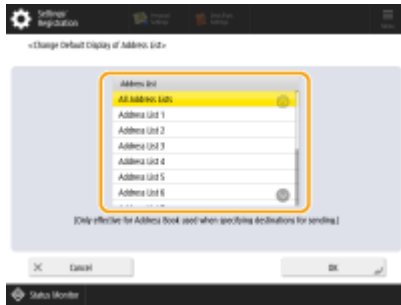 Settings/
Registration
<Change Default Display of Address List>
Address List
All Address Lists
Address List 1
Address List 2
Address List 3
Address List 4
Address List 5
Address List 6
[Only effective for Address Book used when specifying destinations for sending.]
Cancel
OK
Status Monitor